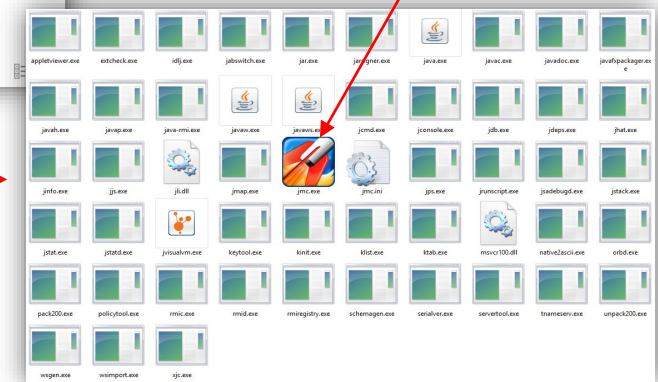 appletviewer.exe extcheck.exe idlj.exe jabswitch.exe jar.exe jarsigner.exe java.exe javac.exe javadoc.exe javafxpackager.ex
e
javah.exe javap.exe java-rmi.exe javaw.exe javaws.exe jcmd.exe jconsole.exe jdb.exe jdeps.exe jhat.exe
jinfo.exe jjs.exe jli.dll jmap.exe jmc.exe jmc.ini jps.exe jrunscript.exe jsadebugd.exe jstack.exe
jstat.exe jstatd.exe jvisualvm.exe keytool.exe kinit.exe klist.exe ktab.exe msvcr100.dll native2ascii.exe orbd.exe
pack200.exe policytool.exe rmic.exe rmid.exe rmiregistry.exe schemagen.exe serialver.exe servertool.exe tnameserv.exe unpack200.exe
wsgen.exe wsimport.exe xjc.exe